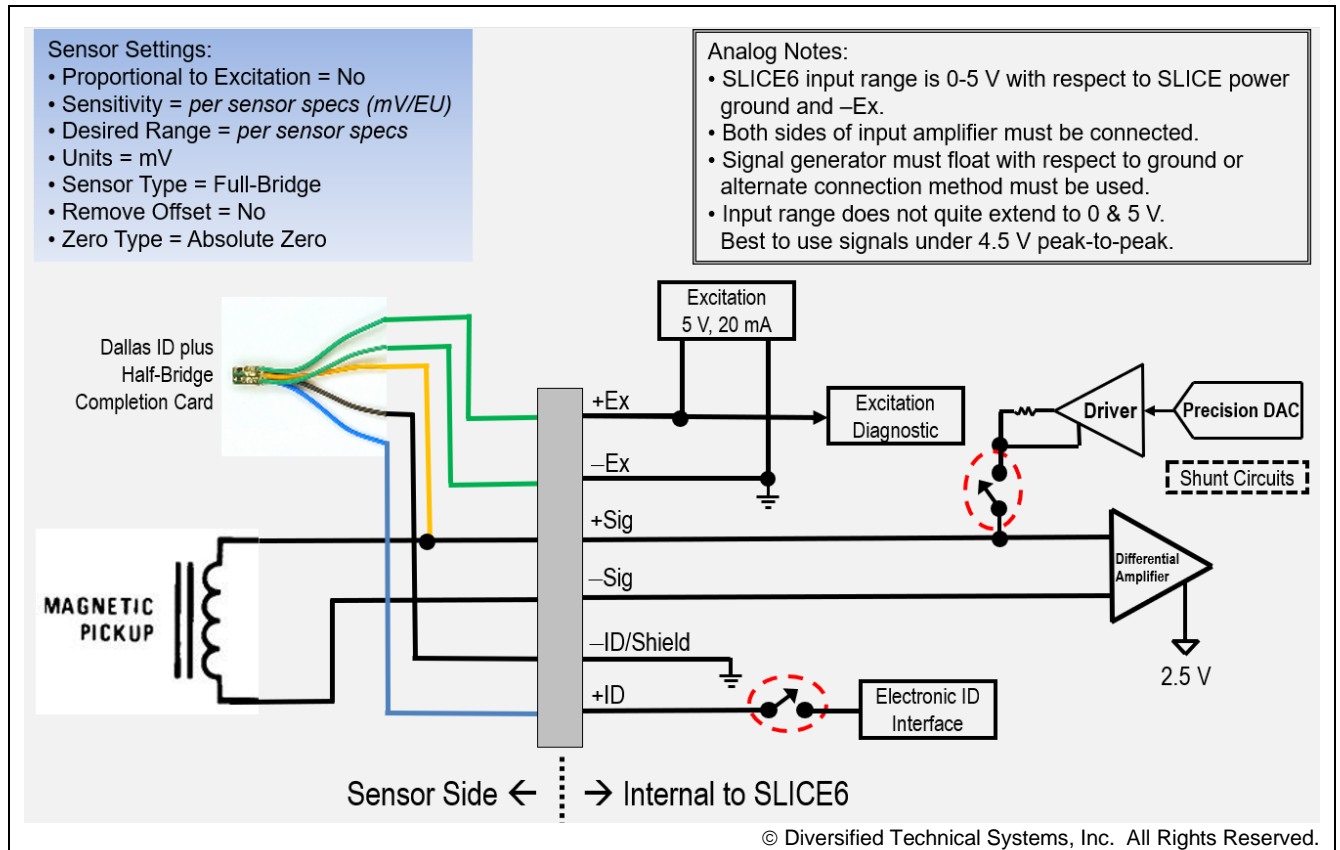 Sensor Settings:
• Proportional to Excitation = No
• Sensitivity = per sensor specs (mV/EU)
• Desired Range = per sensor specs
• Units = mV
• Sensor Type = Full-Bridge
• Remove Offset = No
• Zero Type = Absolute Zero
Analog Notes:
• SLICE6 input range is 0-5 V with respect to SLICE power
ground and –Ex.
• Both sides of input amplifier must be connected.
• Signal generator must float with respect to ground or
alternate connection method must be used.
• Input range does not quite extend to 0 & 5 V.
Best to use signals under 4.5 V peak-to-peak.
Dallas ID plus
Half-Bridge
Completion Card
Excitation
5 V, 20 mA
+Ex
Excitation
Diagnostic
Driver
Precision DAC
–Ex
Shunt Circuits
+Sig
–Sig
Differential
Amplifier
MAGNETIC
PICKUP
–ID/Shield
2.5 V
+ID
Electronic ID
Interface
Sensor Side ← → Internal to SLICE6
© Diversified Technical Systems, Inc. All Rights Reserved.